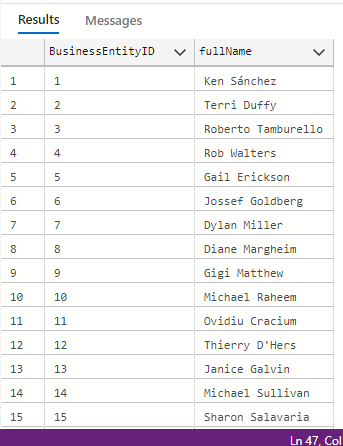 Results Messages
BusinessEntityID fullName
1 1 Ken Sánchez
2 2 Terri Duffy
3 3 Roberto Tamburello
4 4 Rob Walters
5 5 Gail Erickson
6 6 Jossef Goldberg
7 7 Dylan Miller
8 8 Diane Margheim
9 9 Gigi Matthew
10 10 Michael Raheem
11 11 Ovidiu Cracium
12 12 Thierry D'Hers
13 13 Janice Galvin
14 14 Michael Sullivan
15 15 Sharon Salavaria
Ln 47, Col